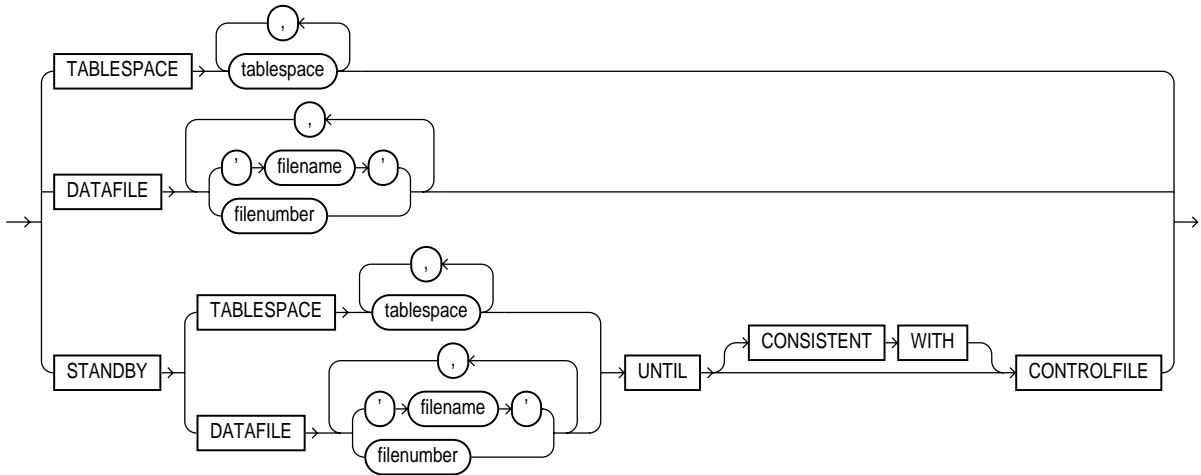 ,
TABLESPACE tablespace
,
DATAFILE ’ filename ’
filenumber
,
TABLESPACE tablespace
STANDBY UNTIL CONSISTENT WITH CONTROLFILE
,
DATAFILE ’ filename ’
filenumber